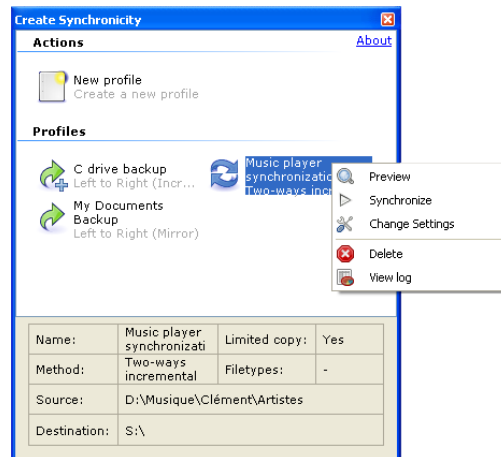 Create Synchronicity
Actions
About
New profile
Create a new profile
Profiles
C drive backup
Left to Right (Incr...
Music player
synchronizatic
Two-ways incr
My Documents
Backup
Left to Right (Mirror)
Preview
Synchronize
Change Settings
Delete
View log
Name:
Music player
synchronizati
Limited copy:
Yes
Method:
Two-ways
incremental
Filetypes:
-
Source:
D:\Musique\Clément\Artistes
Destination:
S:\